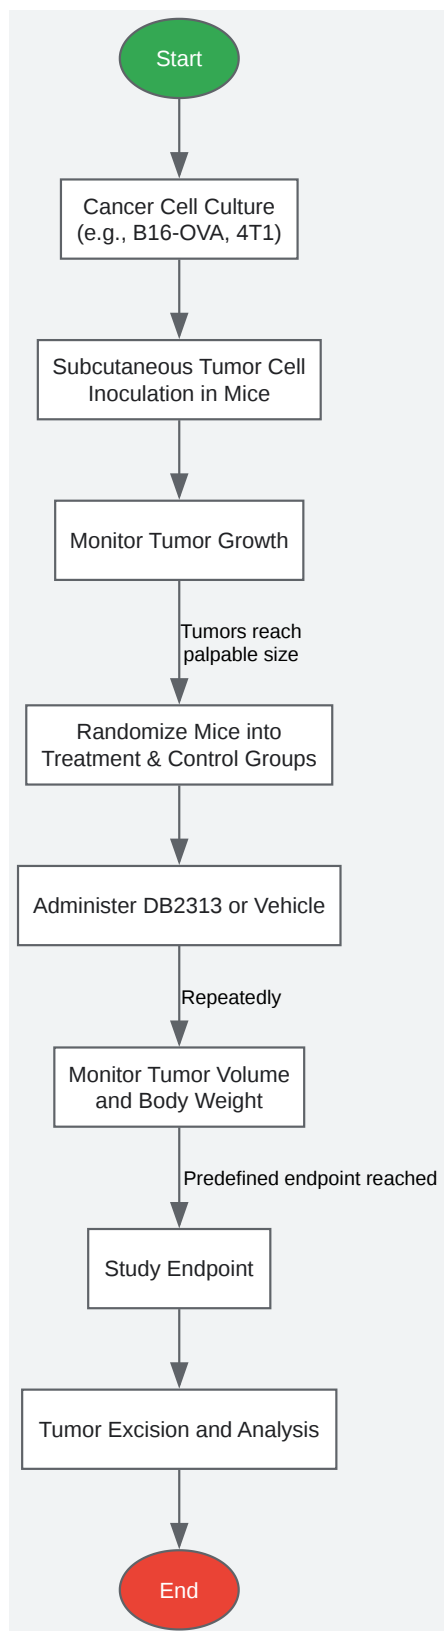 Start
Cancer Cell Culture
(e.g., B16-OVA, 4T1)
Subcutaneous Tumor Cell
Inoculation in Mice
Monitor Tumor Growth
Tumors reach
palpable size
Randomize Mice into
Treatment & Control Groups
Administer DB2313 or Vehicle
Repeatedly
Monitor Tumor Volume
and Body Weight
Predefined endpoint reached
Study Endpoint
Tumor Excision and Analysis
End